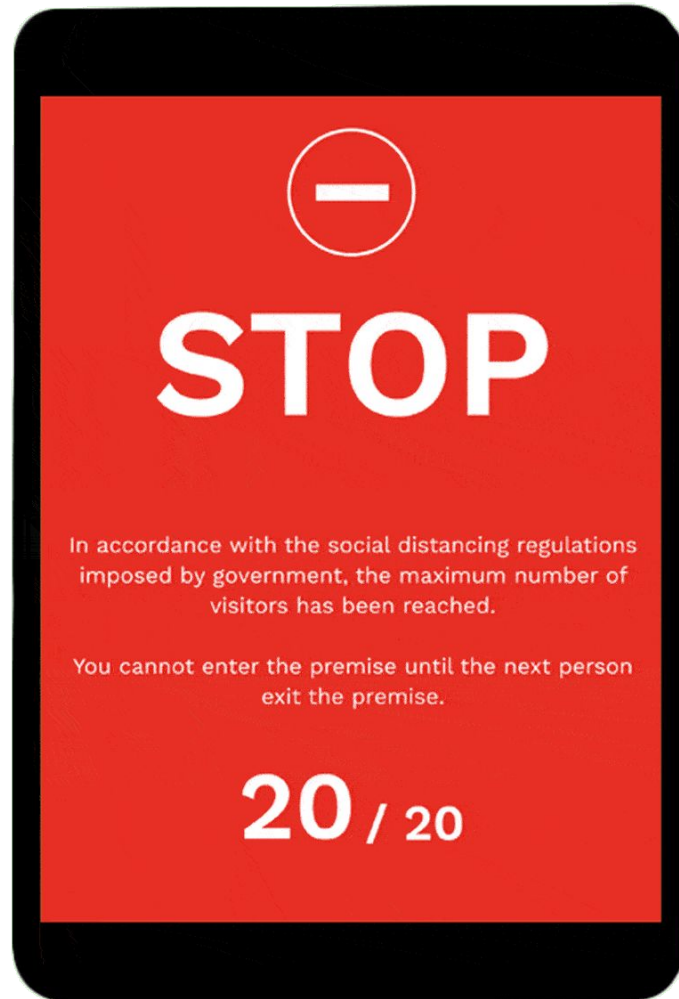 STOP
In accordance with the social distancing regulations
imposed by government, the maximum number of
visitors has been reached.
You cannot enter the premise until the next person
exit the premise.
20 / 20